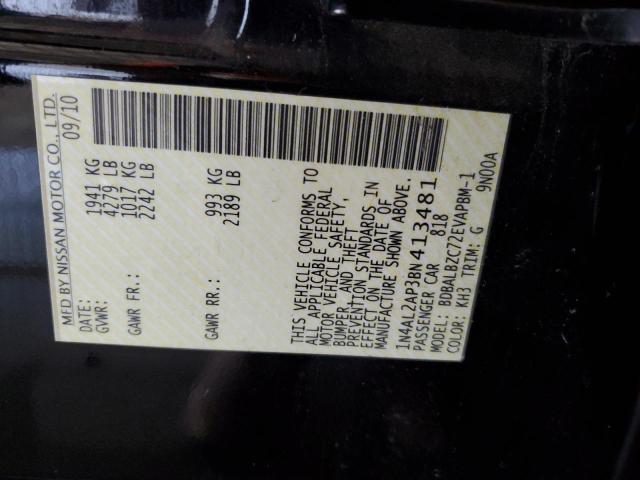 MFD BY NISSAN MOTOR CO., LTD.
DATE: 09/10
GVWR: 1941 KG
4279 LB
GAWR FR.: 1017 KG
2242 LB
GAWR RR.: 993 KG
2189 LB
THIS VEHICLE CONFORMS TO
ALL APPLICABLE FEDERAL
MOTOR VEHICLE SAFETY,
BUMPER, AND THEFT
PREVENTION STANDARDS IN
EFFECT ON THE DATE OF
MANUFACTURE SHOWN ABOVE.
1N4AL2AP3BN413481
PASSENGER CAR 818
MODEL: BDBALBZC72EVAPBM-1
COLOR: KH3 TRIM: G 9N00A